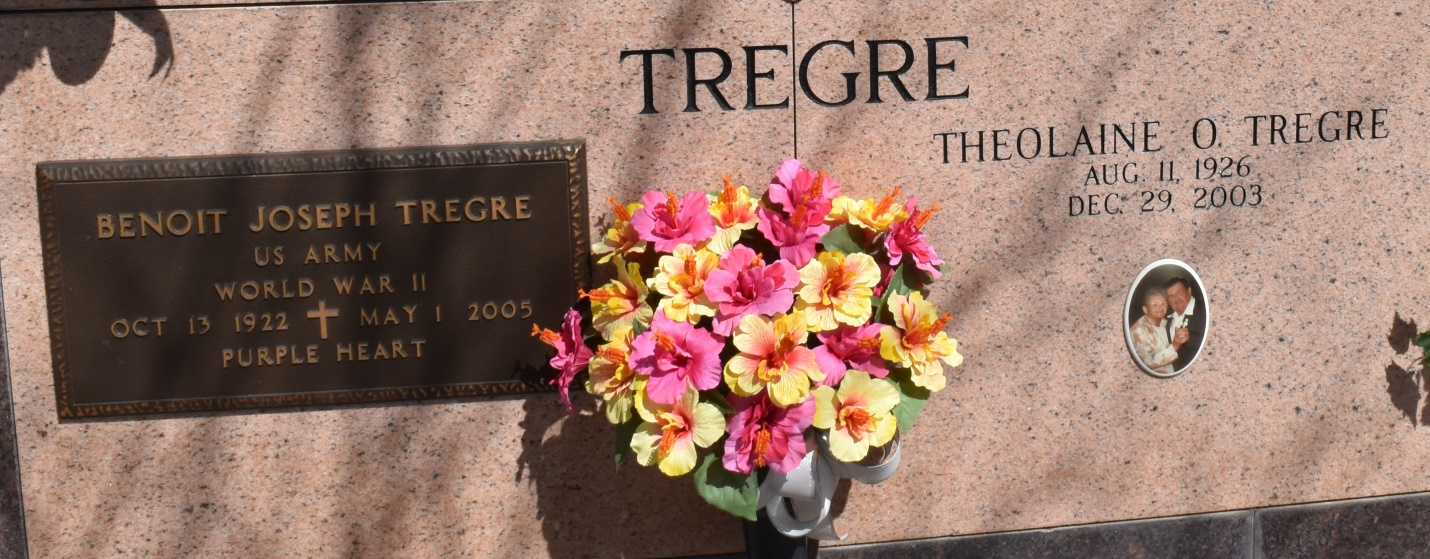 TREGRE
BENOIT JOSEPH TREGRE
US ARMY
WORLD WAR II
OCT 13 1922 ✝ MAY 1 2005
PURPLE HEART
THEOLAINE O. TREGRE
AUG. 11, 1926
DEC. 29, 2003